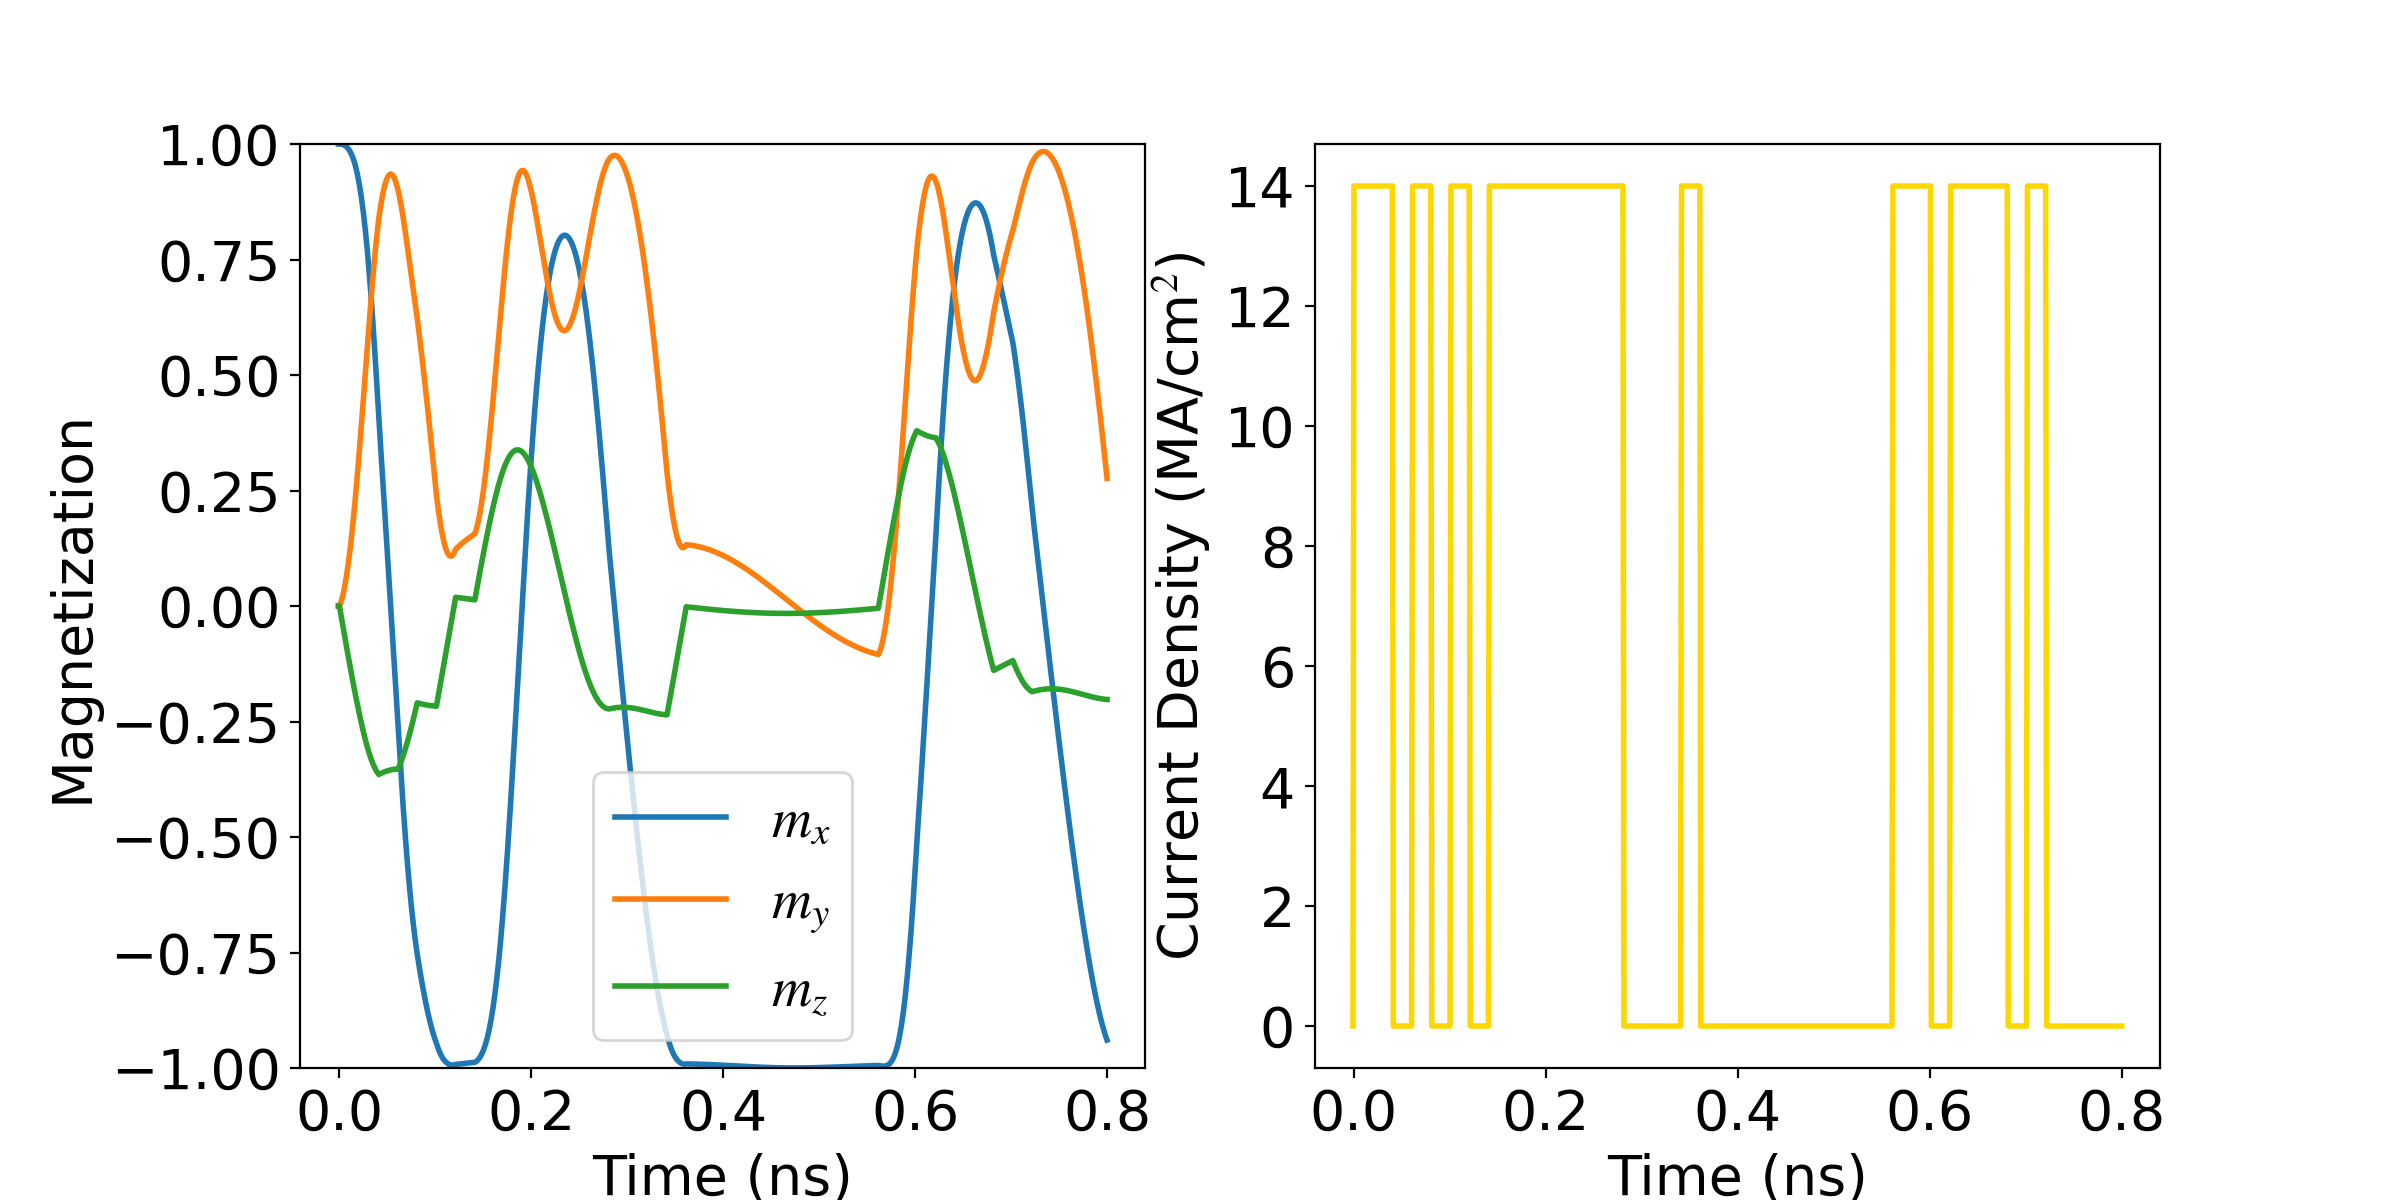 Magnetization
1.00
0.75
0.50
0.25
0.00
−0.25
−0.50
−0.75
−1.00
0.0 0.2 0.4 0.6 0.8
Time (ns)
m_x
m_y
m_z
Current Density (MA/cm²)
14
12
10
8
6
4
2
0
0.0 0.2 0.4 0.6 0.8
Time (ns)